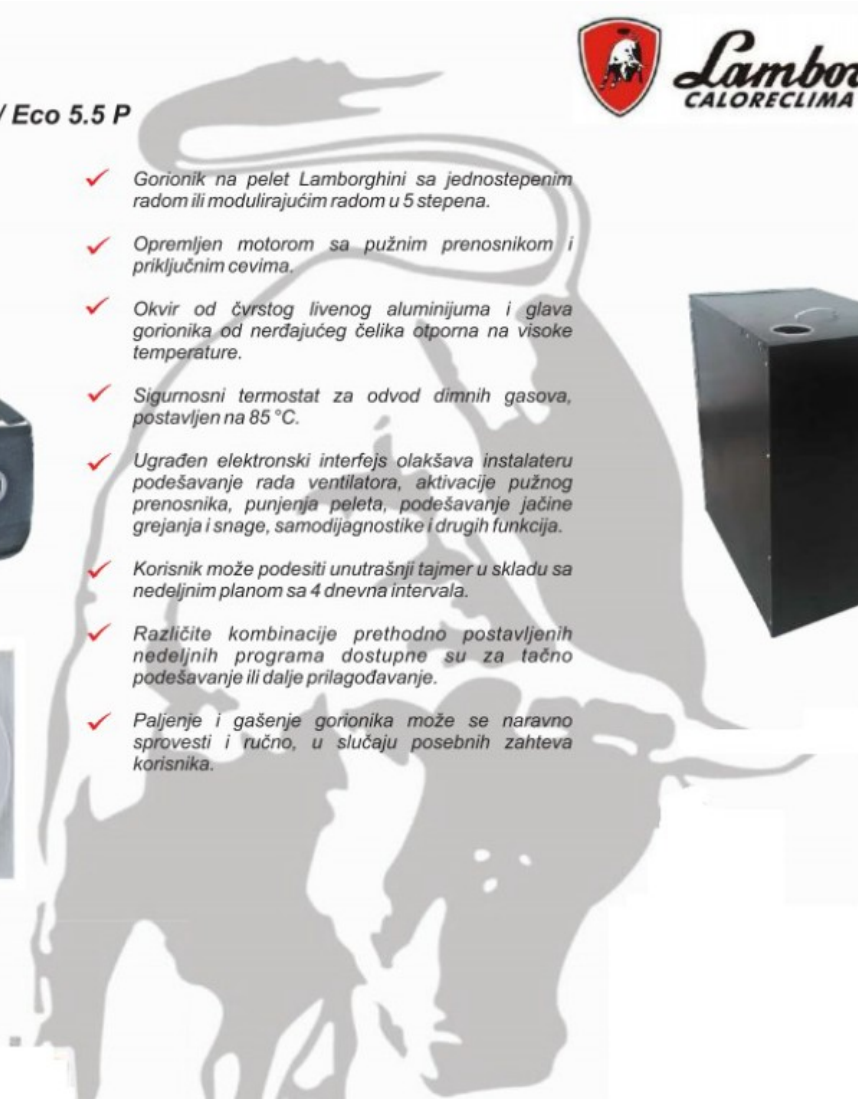 / Eco 5.5 P
CALORECLIMA
Gorionik na pelet Lamborghini sa jednostepenim
radom ili modulirajućim radom u 5 stepena.
Opremljen motorom sa pužnim prenosnikom i
priključnim cevima.
Okvir od čvrstog livenog aluminijuma i glava
gorionika od nerđajućeg čelika otporna na visoke
temperature.
Sigurnosni termostat za odvod dimnih gasova,
postavljen na 85 °C.
Ugrađen elektronski interfejs olakšava instalateru
podešavanje rada ventilatora, aktivacije pužnog
prenosnika, punjenja peleta, podešavanje jačine
grejanja i snage, samodijagnostike i drugih funkcija.
Korisnik može podesiti unutrašnji tajmer u skladu sa
nedeljnim planom sa 4 dnevna intervala.
Različite kombinacije prethodno postavljenih
nedeljnih programa dostupne su za tačno
podešavanje ili dalje prilagođavanje.
Paljenje i gašenje gorionika može se naravno
sprovesti i ručno, u slučaju posebnih zahteva
korisnika.